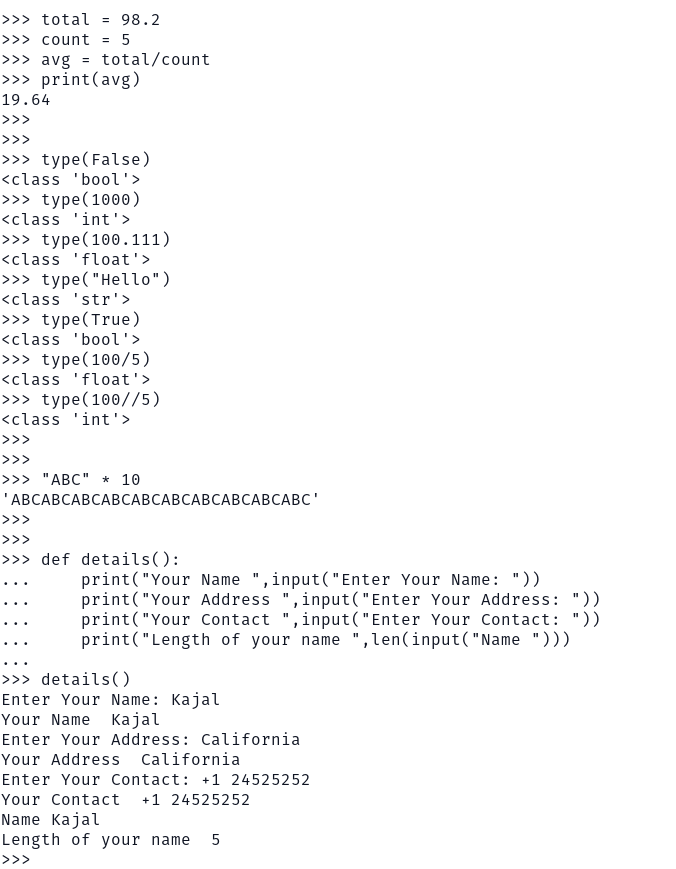 >>> total = 98.2
>>> count = 5
>>> avg = total/count
>>> print(avg)
19.64
>>>
>>>
>>> type(False)
<class 'bool'>
>>> type(1000)
<class 'int'>
>>> type(100.111)
<class 'float'>
>>> type("Hello")
<class 'str'>
>>> type(True)
<class 'bool'>
>>> type(100/5)
<class 'float'>
>>> type(100//5)
<class 'int'>
>>>
>>>
>>> "ABC" * 10
'ABCABCABCABCABCABCABCABCABCABC'
>>>
>>>
>>> def details():
...     print("Your Name ",input("Enter Your Name: "))
...     print("Your Address ",input("Enter Your Address: "))
...     print("Your Contact ",input("Enter Your Contact: "))
...     print("Length of your name ",len(input("Name ")))
...
>>> details()
Enter Your Name: Kajal
Your Name  Kajal
Enter Your Address: California
Your Address  California
Enter Your Contact: +1 24525252
Your Contact  +1 24525252
Name Kajal
Length of your name  5
>>>